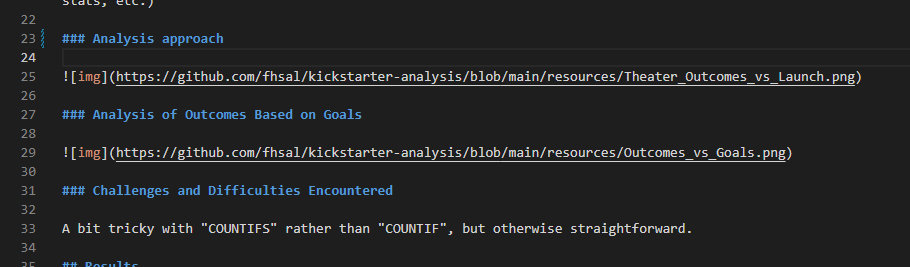 stats, etc.)
22
23 ### Analysis approach
24
25 ![img](https://github.com/fhsal/kickstarter-analysis/blob/main/resources/Theater_Outcomes_vs_Launch.png)
26
27 ### Analysis of Outcomes Based on Goals
28
29 ![img](https://github.com/fhsal/kickstarter-analysis/blob/main/resources/Outcomes_vs_Goals.png)
30
31 ### Challenges and Difficulties Encountered
32
33 A bit tricky with "COUNTIFS" rather than "COUNTIF", but otherwise straightforward.
34
35 ## Results